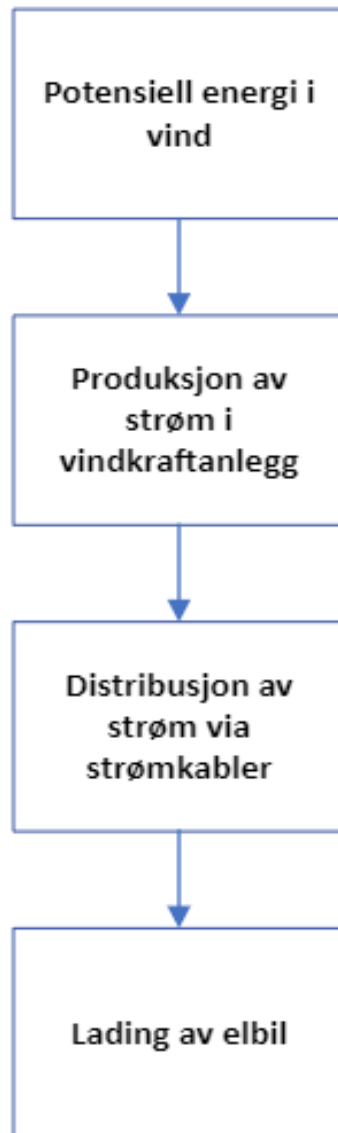 Potensiell energi i
vind
Produksjon av
strøm i
vindkraftanlegg
Distribusjon av
strøm via
strømkabler
Lading av elbil